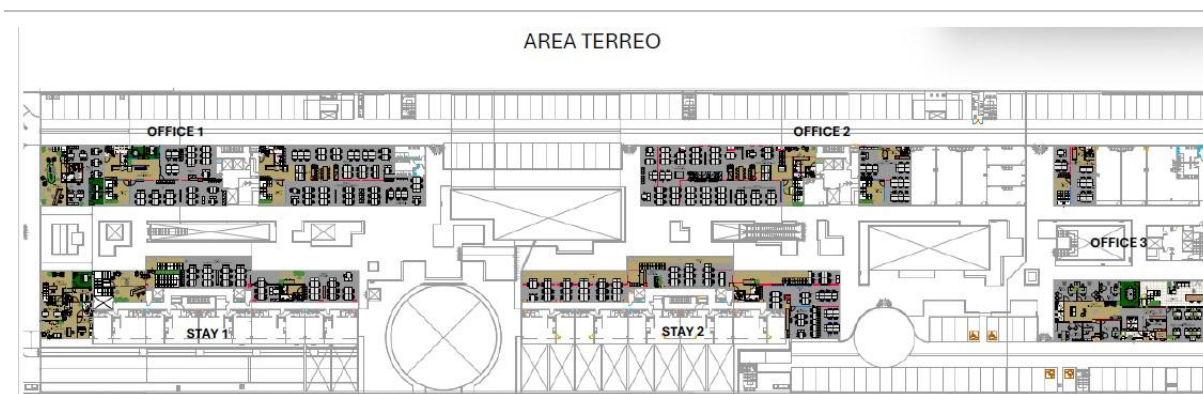 AREA TERREO
OFFICE 1
OFFICE 2
OFFICE 3
STAY 1
STAY 2